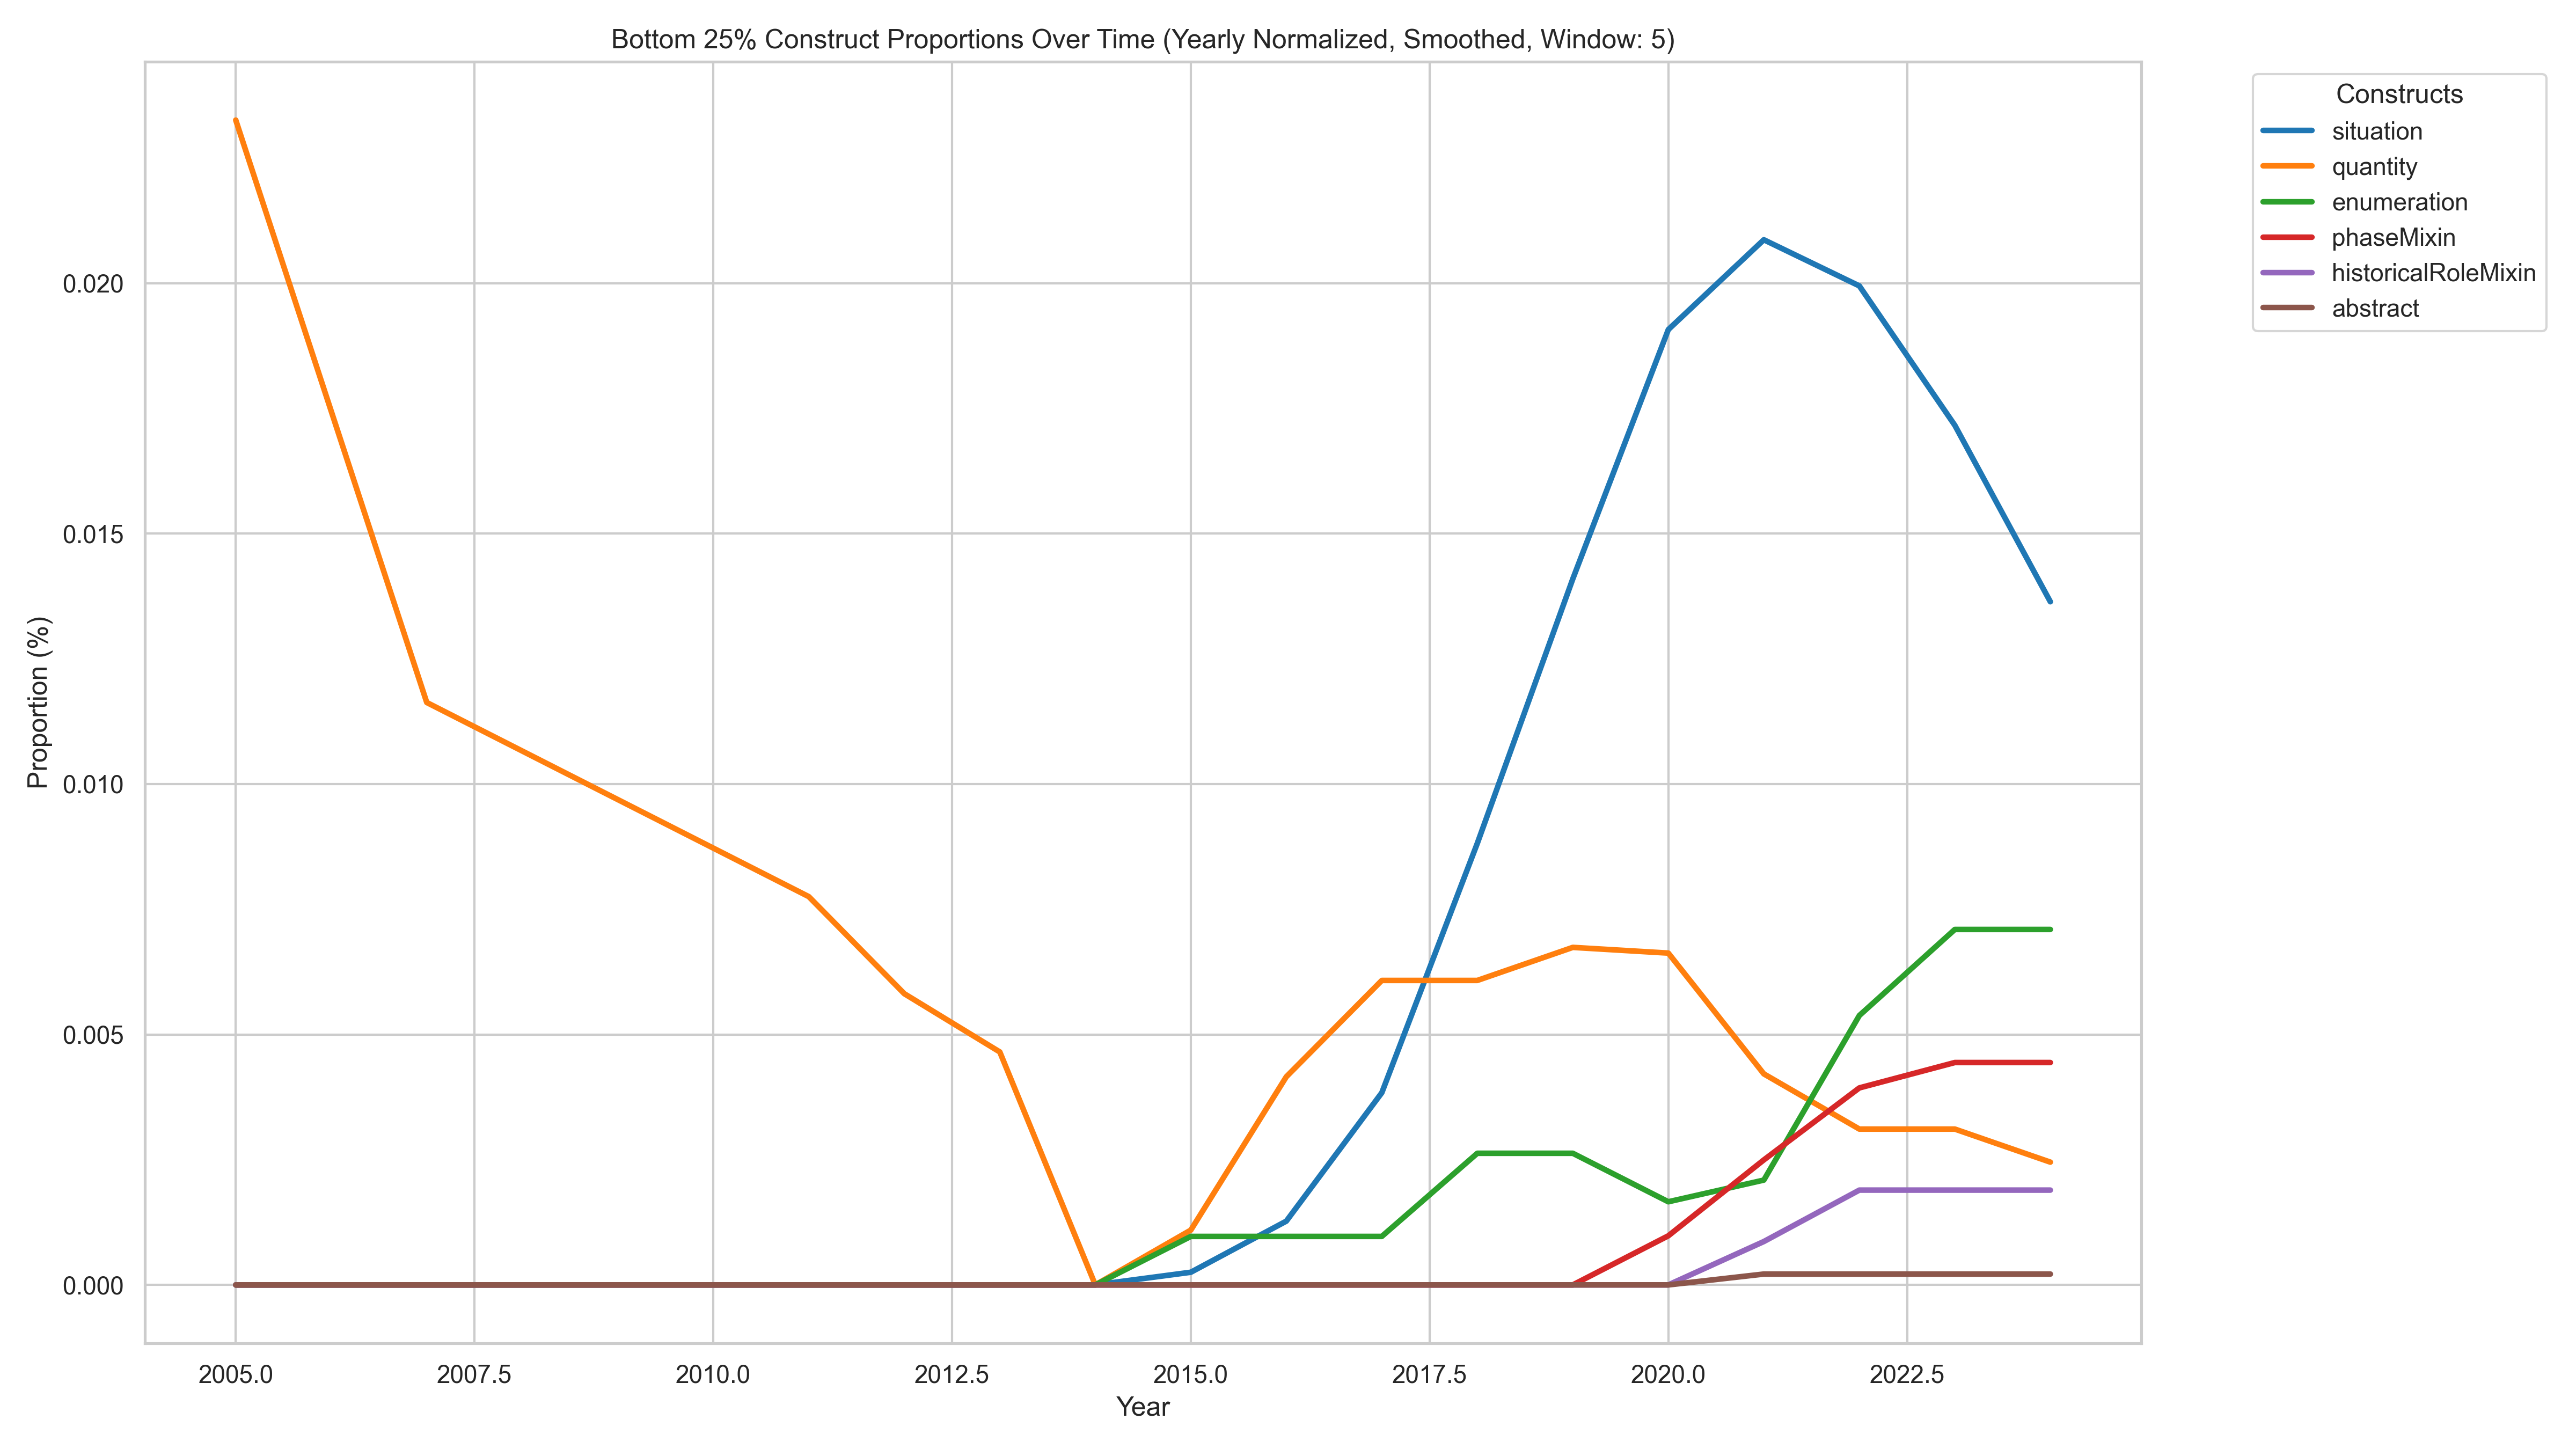 Bottom 25% Construct Proportions Over Time (Yearly Normalized, Smoothed, Window: 5)
Constructs
situation
quantity
enumeration
phaseMixin
historicalRoleMixin
abstract
Proportion (%)
0.020
0.015
0.010
0.005
0.000
2005.0 2007.5 2010.0 2012.5 2015.0 2017.5 2020.0 2022.5
Year